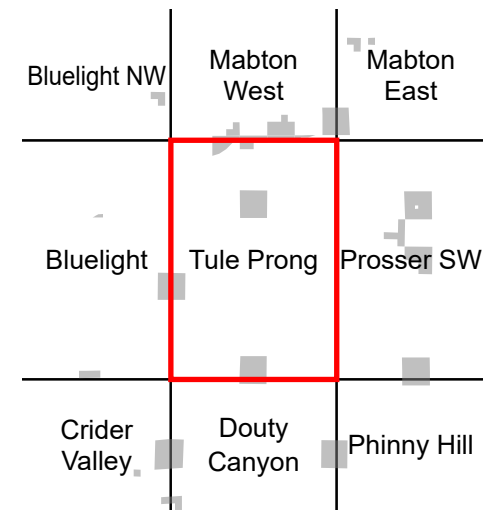 Bluelight NW
Mabton
West
Mabton
East
Bluelight
Tule Prong
Prosser SW
Crider
Valley
Douty
Canyon
Phinny Hill